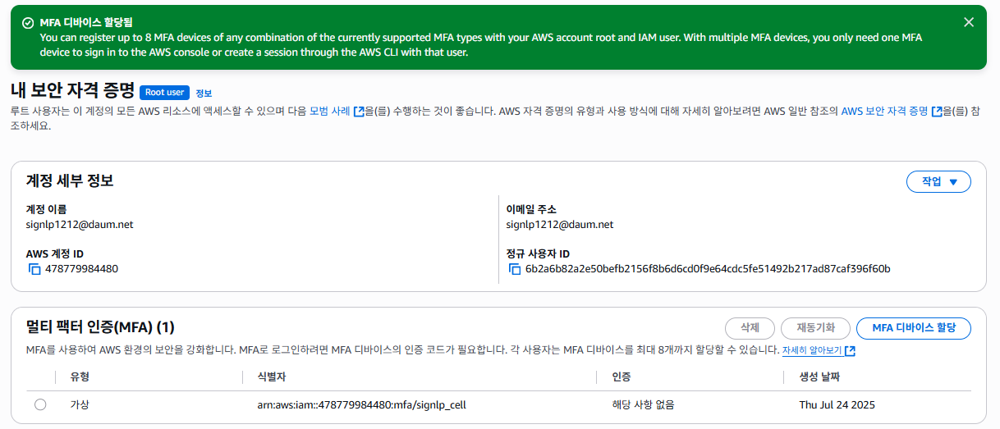 MFA 디바이스 할당됨
You can register up to 8 MFA devices of any combination of the currently supported MFA types with your AWS account root and IAM user. With multiple MFA devices, you only need one MFA
device to sign in to the AWS console or create a session through the AWS CLI with that user.
내 보안 자격 증명 Root user 정보
루트 사용자는 이 계정의 모든 AWS 리소스에 액세스할 수 있으며 다음 모범 사례 을(를) 수행하는 것이 좋습니다. AWS 자격 증명의 유형과 사용 방식에 대해 자세히 알아보려면 AWS 일반 참조의 AWS 보안 자격 증명 을(를) 참
조하세요.
계정 세부 정보 작업
계정 이름 이메일 주소
signlp1212@daum.net signlp1212@daum.net
AWS 계정 ID 정규 사용자 ID
478779984480 6b2a6b82a2e50befb2156f8b6d6cd0f9e64cdc5fe51492b217ad87caf396f60b
멀티 팩터 인증(MFA) (1) 삭제 재동기화 MFA 디바이스 할당
MFA를 사용하여 AWS 환경의 보안을 강화합니다. MFA로 로그인하려면 MFA 디바이스의 인증 코드가 필요합니다. 각 사용자는 MFA 디바이스를 최대 8개까지 할당할 수 있습니다. 자세히 알아보기
유형 식별자 인증 생성 날짜
가상 arn:aws:iam::478779984480:mfa/signlp_cell 해당 사항 없음 Thu Jul 24 2025